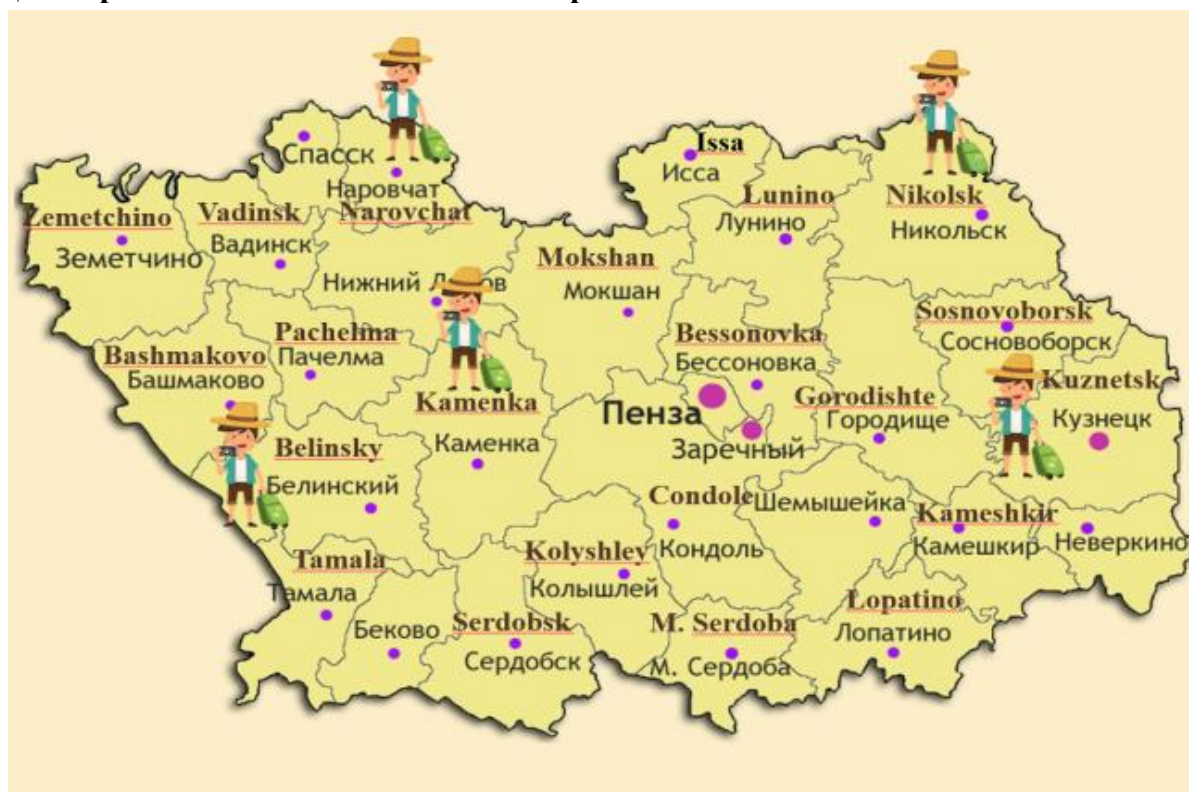 Issa
Спасск
Исса
Наровчат
Narovchat
Zemetchino
Земетчино
Vadinsk
Вадинск
Lunino
Лунино
Nikolsk
Никольск
Mokshan
Мокшан
Нижний
Pachelma
Пачелма
Bashmakovo
Башмаково
Bessonovka
Бессоновка
Sosnovoborsk
Сосновоборск
Kamenka
Каменка
Пенза
Заречный
Gorodishte
Городище
Kuznetsk
Кузнецк
Belinsky
Белинский
Condole
Кондоль
Шемышейка
Kameshkir
Камешкир
Неверкино
Tamala
Тамала
Kolyshley
Колышлей
Беково
Serdobsk
Сердобск
M. Serdoba
М. Сердоба
Lopatino
Лопатино